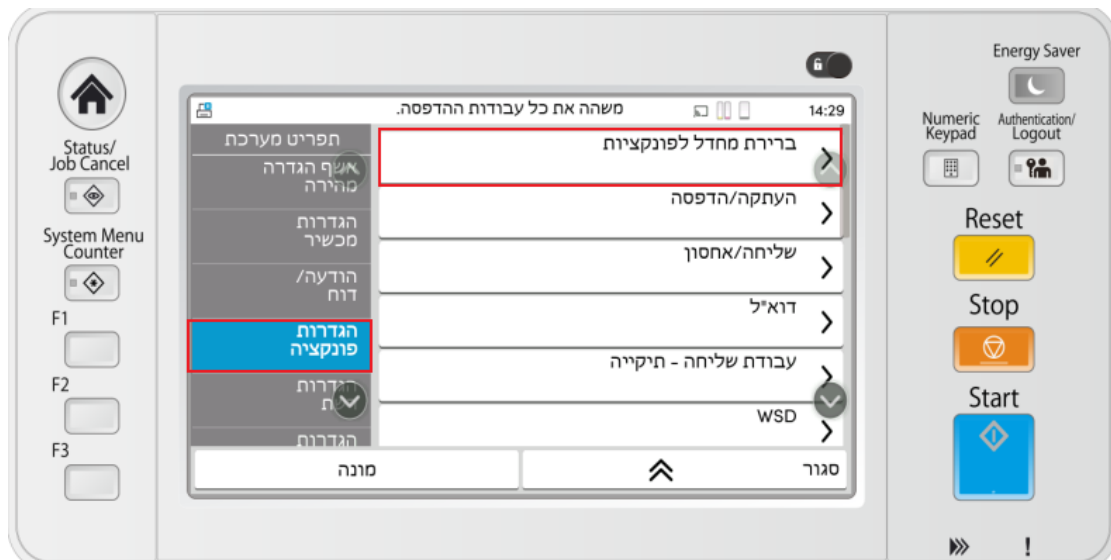 Energy Saver
Status/
Job Cancel
System Menu
Counter
F1
F2
F3
משהה את כל עבודות ההדפסה.
14:29
תפריט מערכת
אשף הגדרה
מהירה
הגדרות
מכשיר
הודעה/
דוח
הגדרות
פונקציה
הגדרות
הגדרות
ברירת מחדל לפונקציות
העתקה/הדפסה
שליחה/אחסון
דוא"ל
עבודת שליחה - תיקייה
WSD
מונה
סגור
Numeric
Keypad
Authentication/
Logout
Reset
Stop
Start